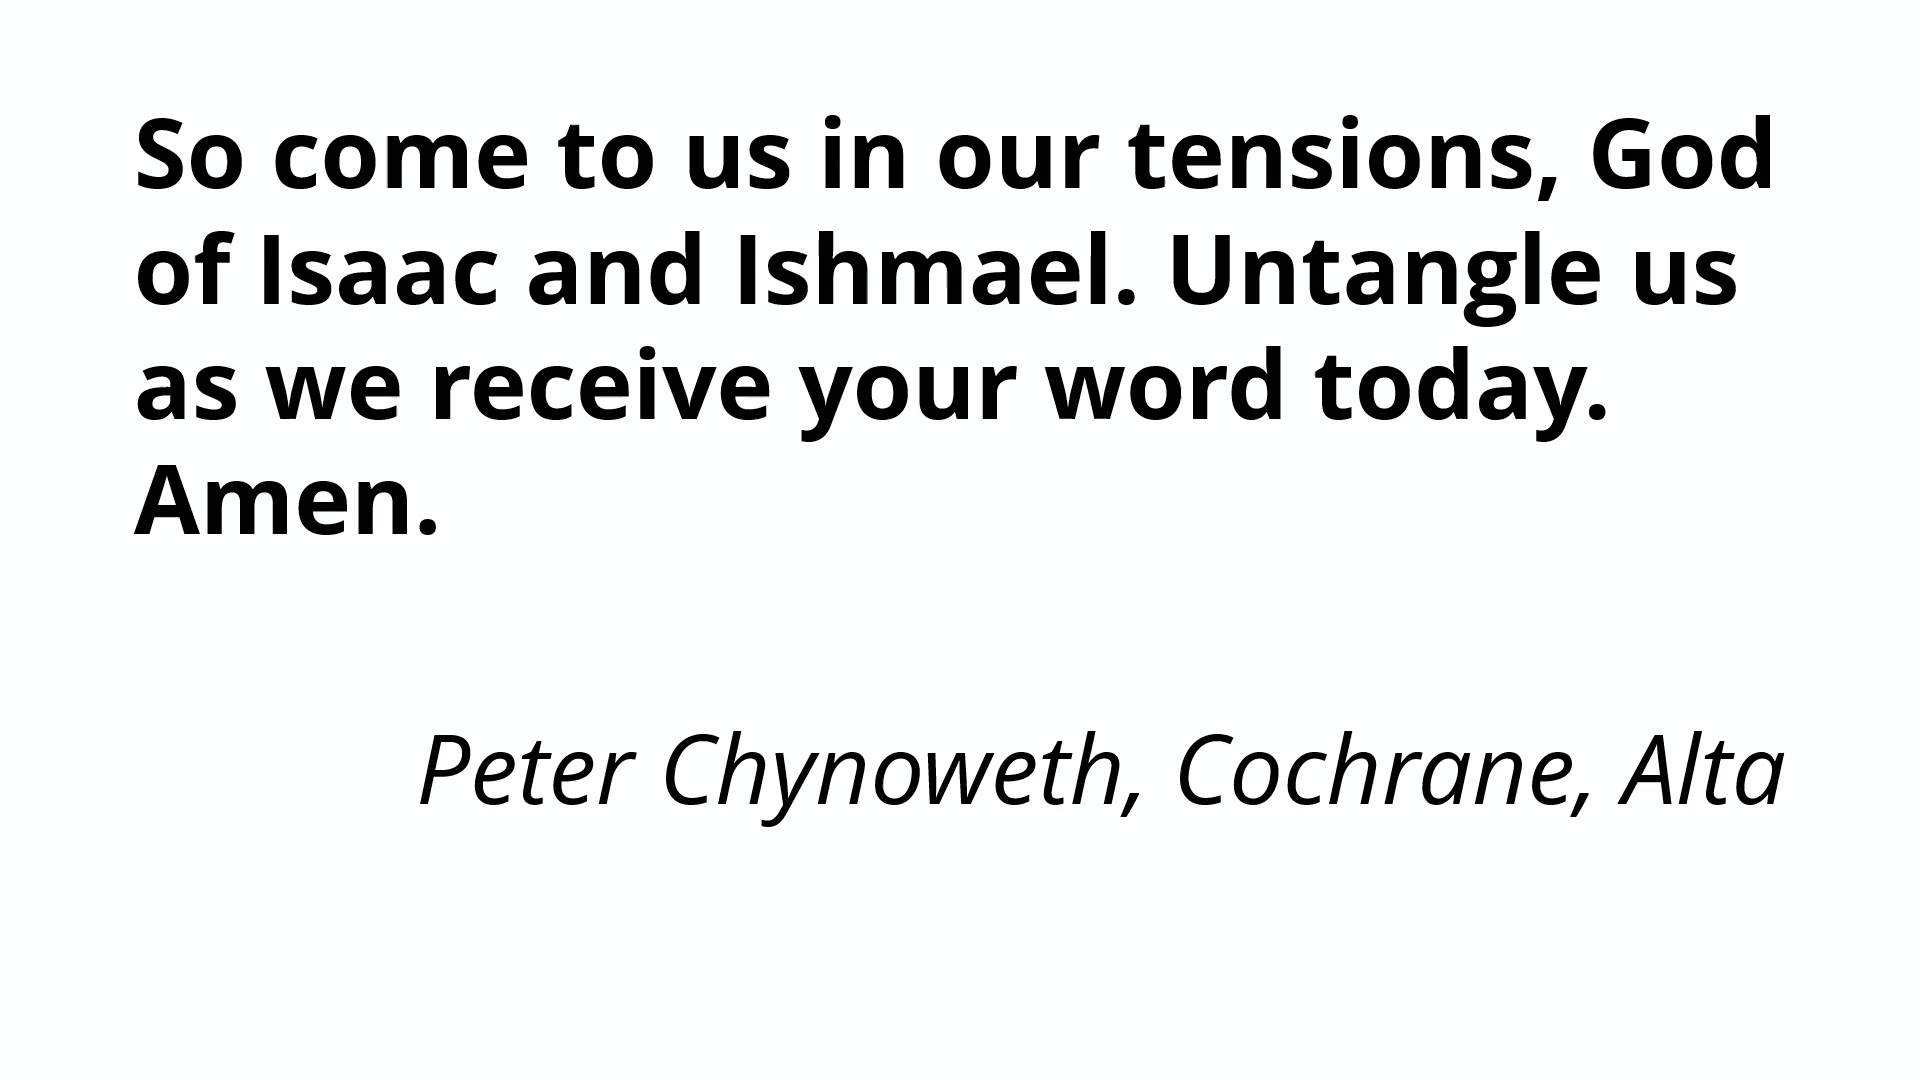 So come to us in our tensions, God
of Isaac and Ishmael. Untangle us
as we receive your word today.
Amen.
Peter Chynoweth, Cochrane, Alta